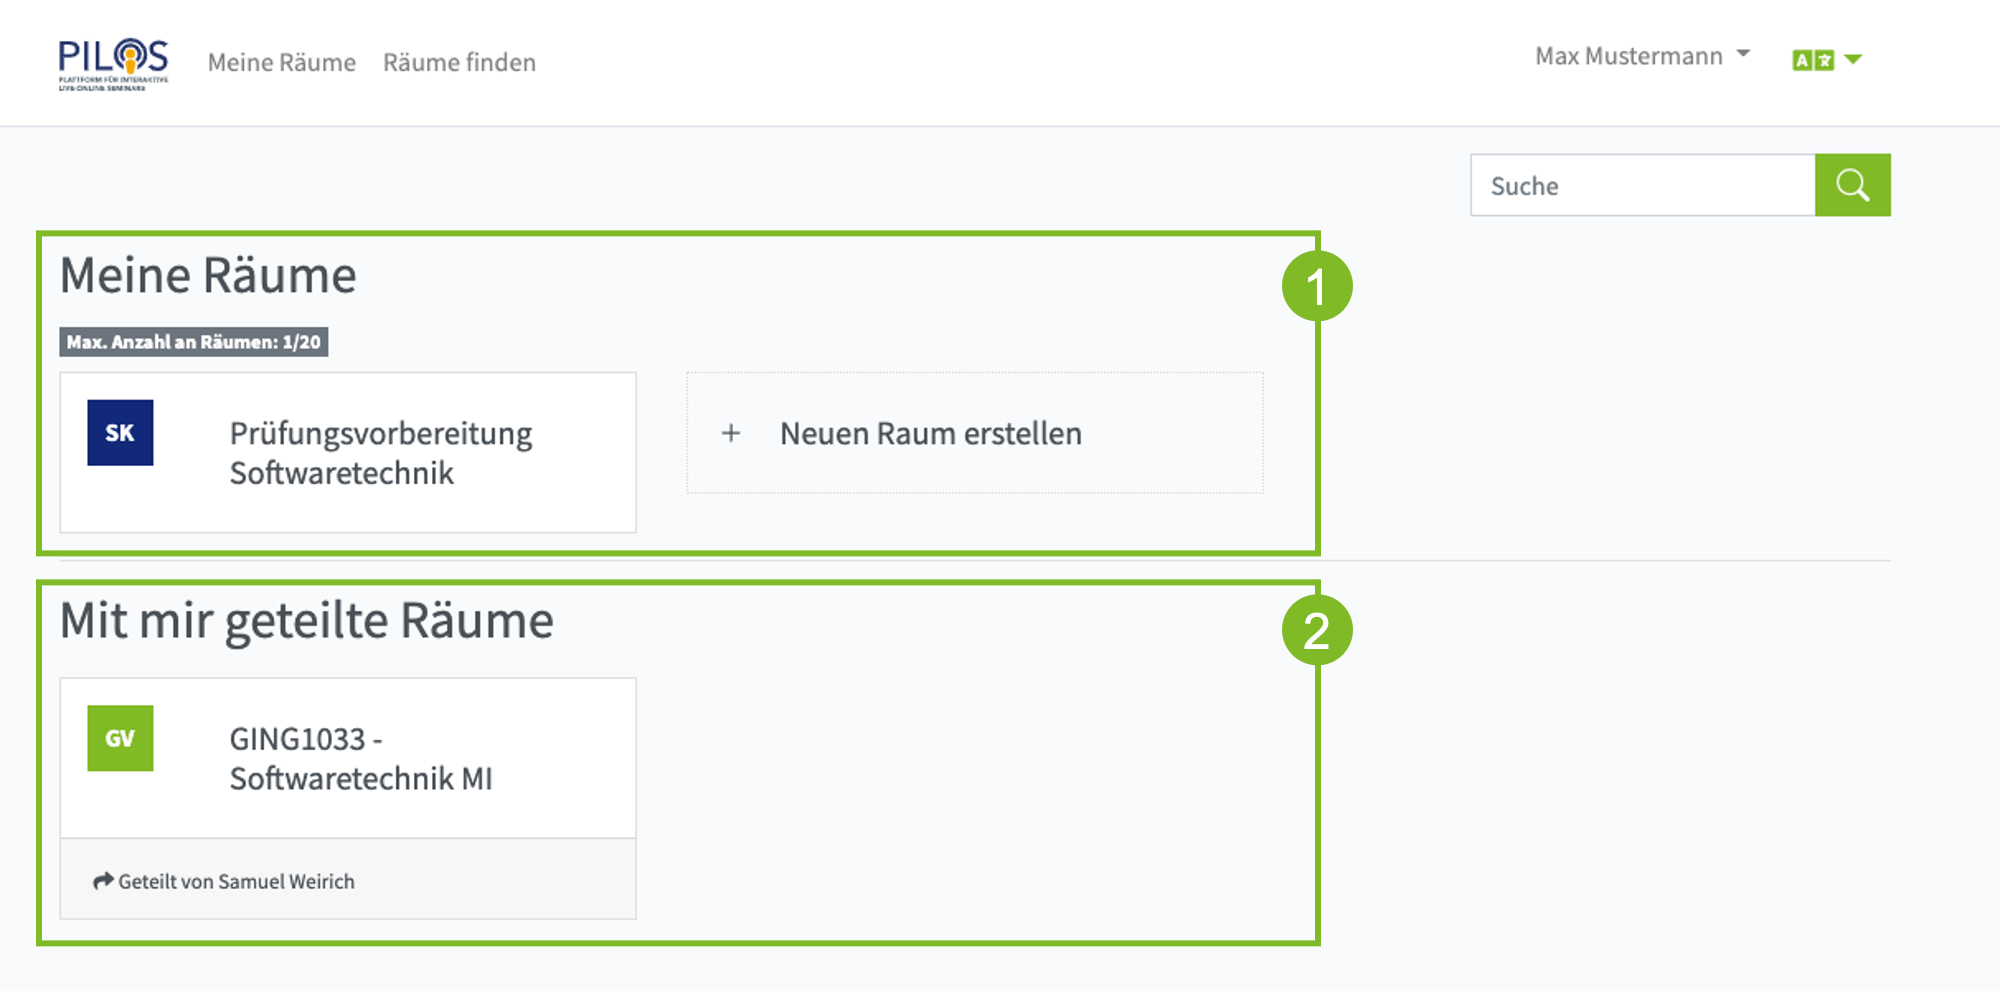 PILOS
PLATTFORM FÜR INTERAKTIVE
LIVE-ONLINE SEMINARE
Meine Räume
Räume finden
Max Mustermann
A
Suche
Meine Räume
1
Max. Anzahl an Räumen: 1/20
SK
Prüfungsvorbereitung
Softwaretechnik
+ Neuen Raum erstellen
Mit mir geteilte Räume
2
GV
GING1033 -
Softwaretechnik MI
Geteilt von Samuel Weirich